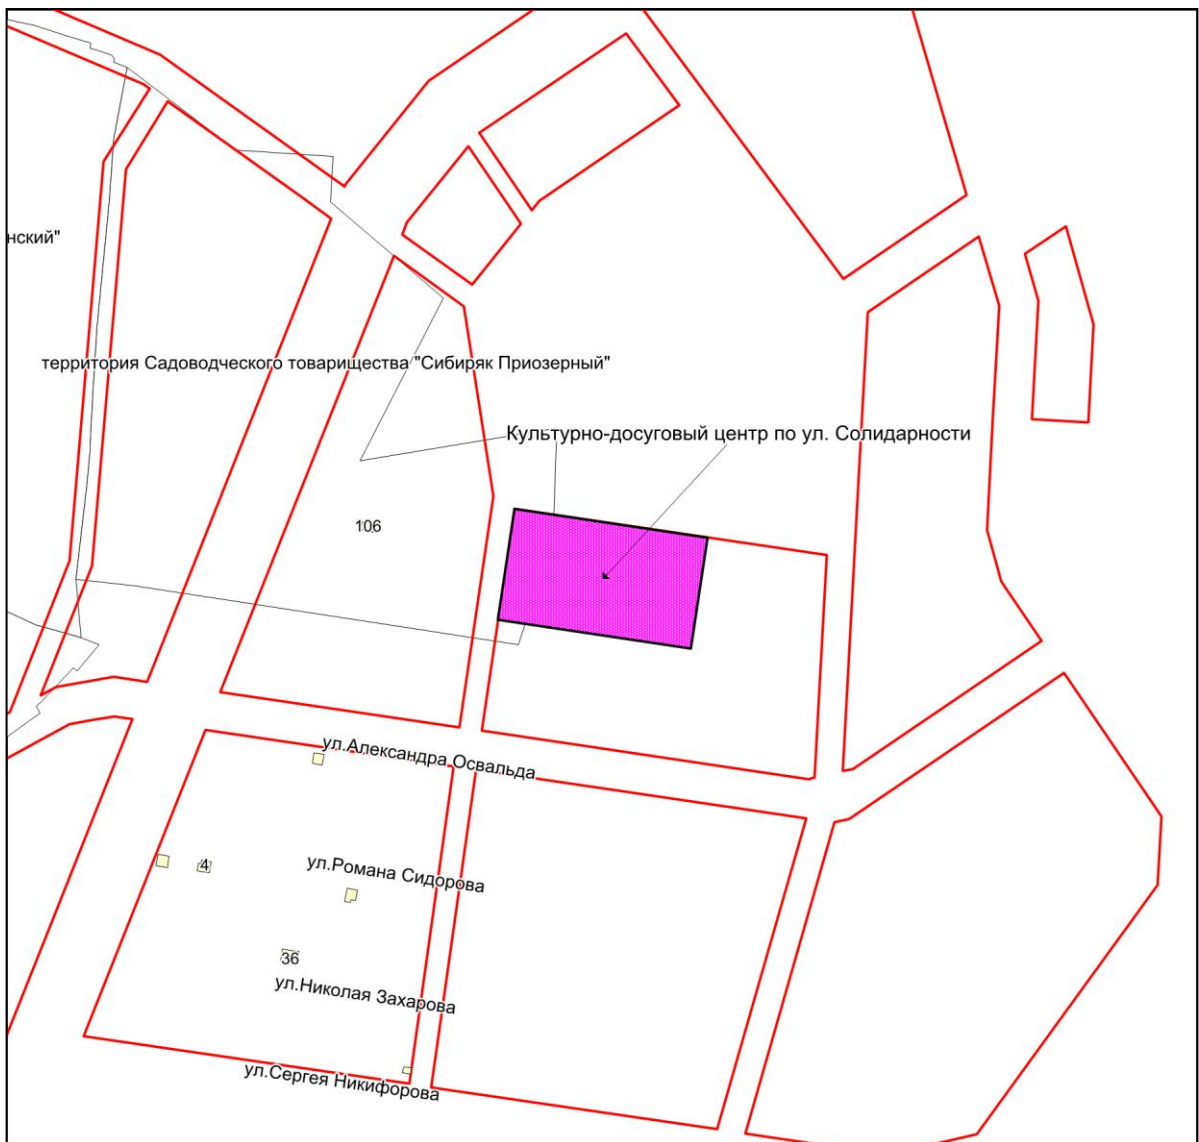 нский"
территория Садоводческого товарищества "Сибиряк Приозерный"
Культурно-досуговый центр по ул. Солидарности
106
ул.Александра Освальда
4
ул.Романа Сидорова
36
ул.Николая Захарова
ул.Сергея Никифорова